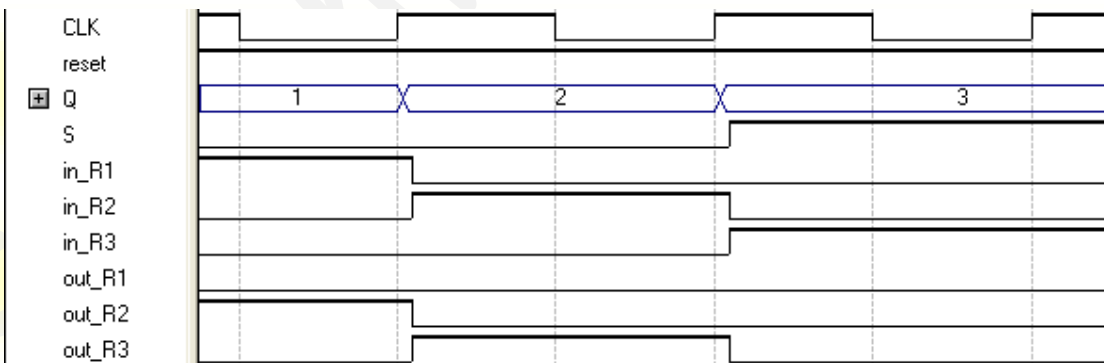 CLK
reset
Q 1 2 3
S
in_R1
in_R2
in_R3
out_R1
out_R2
out_R3